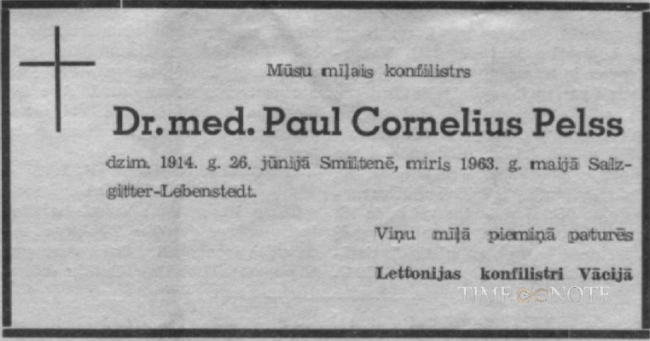 Mūsu mīļais konfilistrs
Dr. med. Paul Cornelius Pelss
dzim. 1914. g. 26. jūnijā Smiltenē, miris 1963. g. maijā Salz-
gitter-Lebenstedt.
Viņu mīļā piemiņā paturēs
Lettonijas konfilistri Vācijā
TIMENOTE